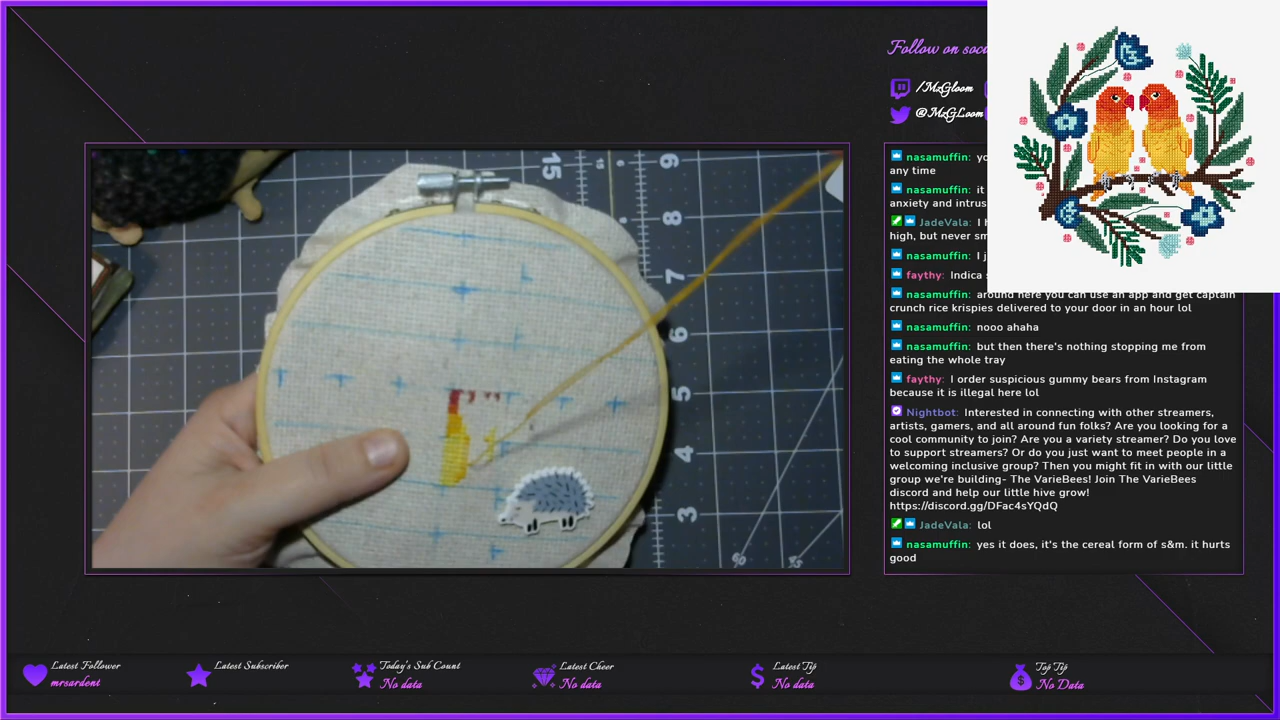 Follow on soci
/MzGloom
@MzGLoom
nasamuffin: yo
any time
nasamuffin: it
anxiety and intrus
JadeVala: I h
high, but never sm
nasamuffin: I j
faythy: Indica s
nasamuffin: around here you can use an app and get captain
crunch rice krispies delivered to your door in an hour lol
nasamuffin: nooo ahaha
nasamuffin: but then there's nothing stopping me from
eating the whole tray
faythy: I order suspicious gummy bears from Instagram
because it is illegal here lol
Nightbot: Interested in connecting with other streamers,
artists, gamers, and all around fun folks? Are you looking for a
cool community to join? Are you a variety streamer? Do you love
to support streamers? Or do you just want to meet people in a
welcoming inclusive group? Then you might fit in with our little
group we're building- The VarieBees! Join The VarieBees
discord and help our little hive grow!
https://discord.gg/DFac4sYQdQ
JadeVala: lol
nasamuffin: yes it does, it's the cereal form of s&m. it hurts
good
15
15
9
8
7
6
5
4
3
60
Latest Follower
mrsardent
Latest Subscriber
Today's Sub Count
No data
Latest Cheer
No data
Latest Tip
No data
Top Tip
No Data